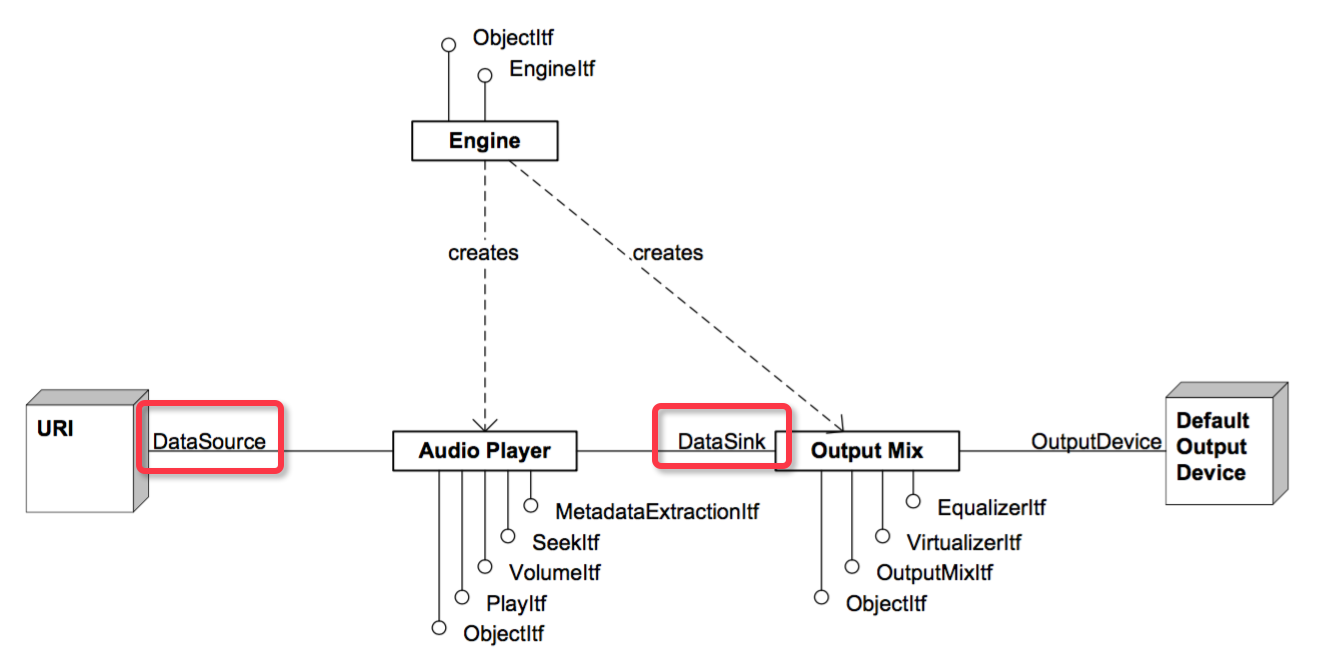 ObjectItf
EngineItf
Engine
creates
creates
URI
DataSource
Audio Player
DataSink
Output Mix
OutputDevice
Default
Output
Device
MetadataExtractionItf
SeekItf
VolumeItf
PlayItf
ObjectItf
EqualizerItf
VirtualizerItf
OutputMixItf
ObjectItf